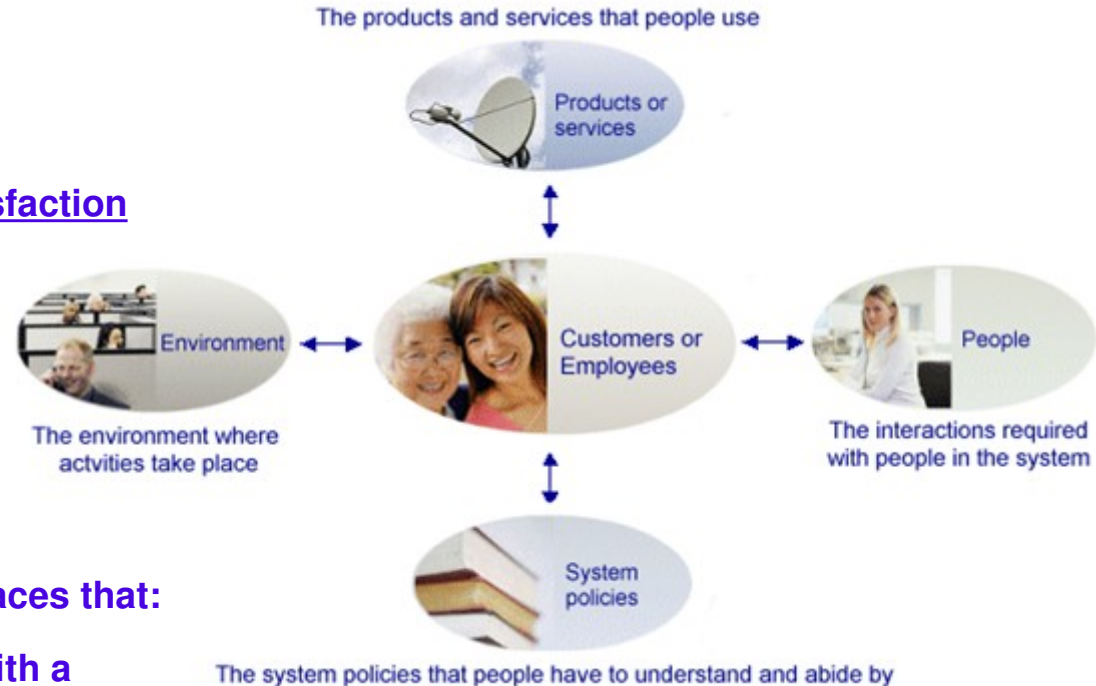 The products and services that people use
Products or
services
sfaction
Environment
Customers or
Employees
People
The environment where
actvities take place
The interactions required
with people in the system
System
policies
aces that:
ith a
The system policies that people have to understand and abide by